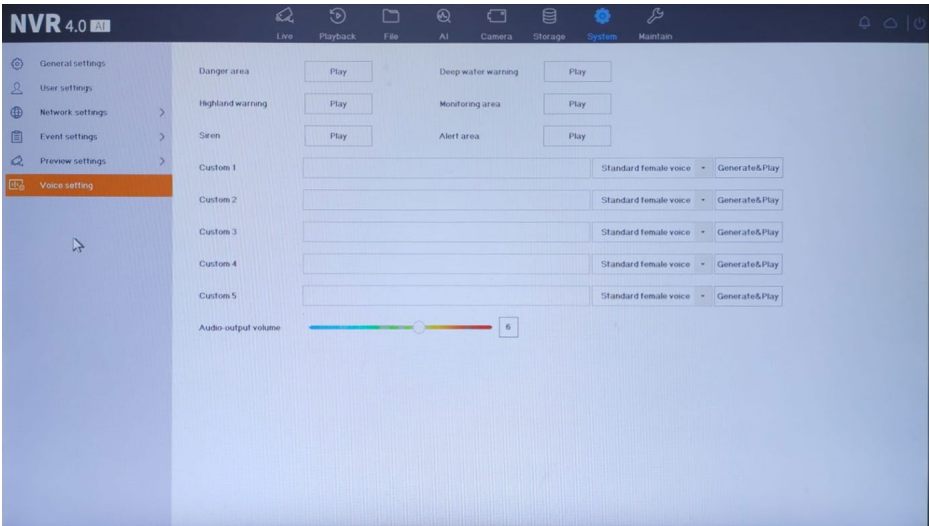 NVR 4.0 AI
Live Playback File AI Camera Storage System Maintain
General settings
User settings
Network settings
Event settings
Preview settings
Voice setting
Danger area Play Deep water warning Play
Highland warning Play Monitoring area Play
Siren Play Alert area Play
Custom 1 Standard female voice Generate&Play
Custom 2 Standard female voice Generate&Play
Custom 3 Standard female voice Generate&Play
Custom 4 Standard female voice Generate&Play
Custom 5 Standard female voice Generate&Play
Audio-output volume 6